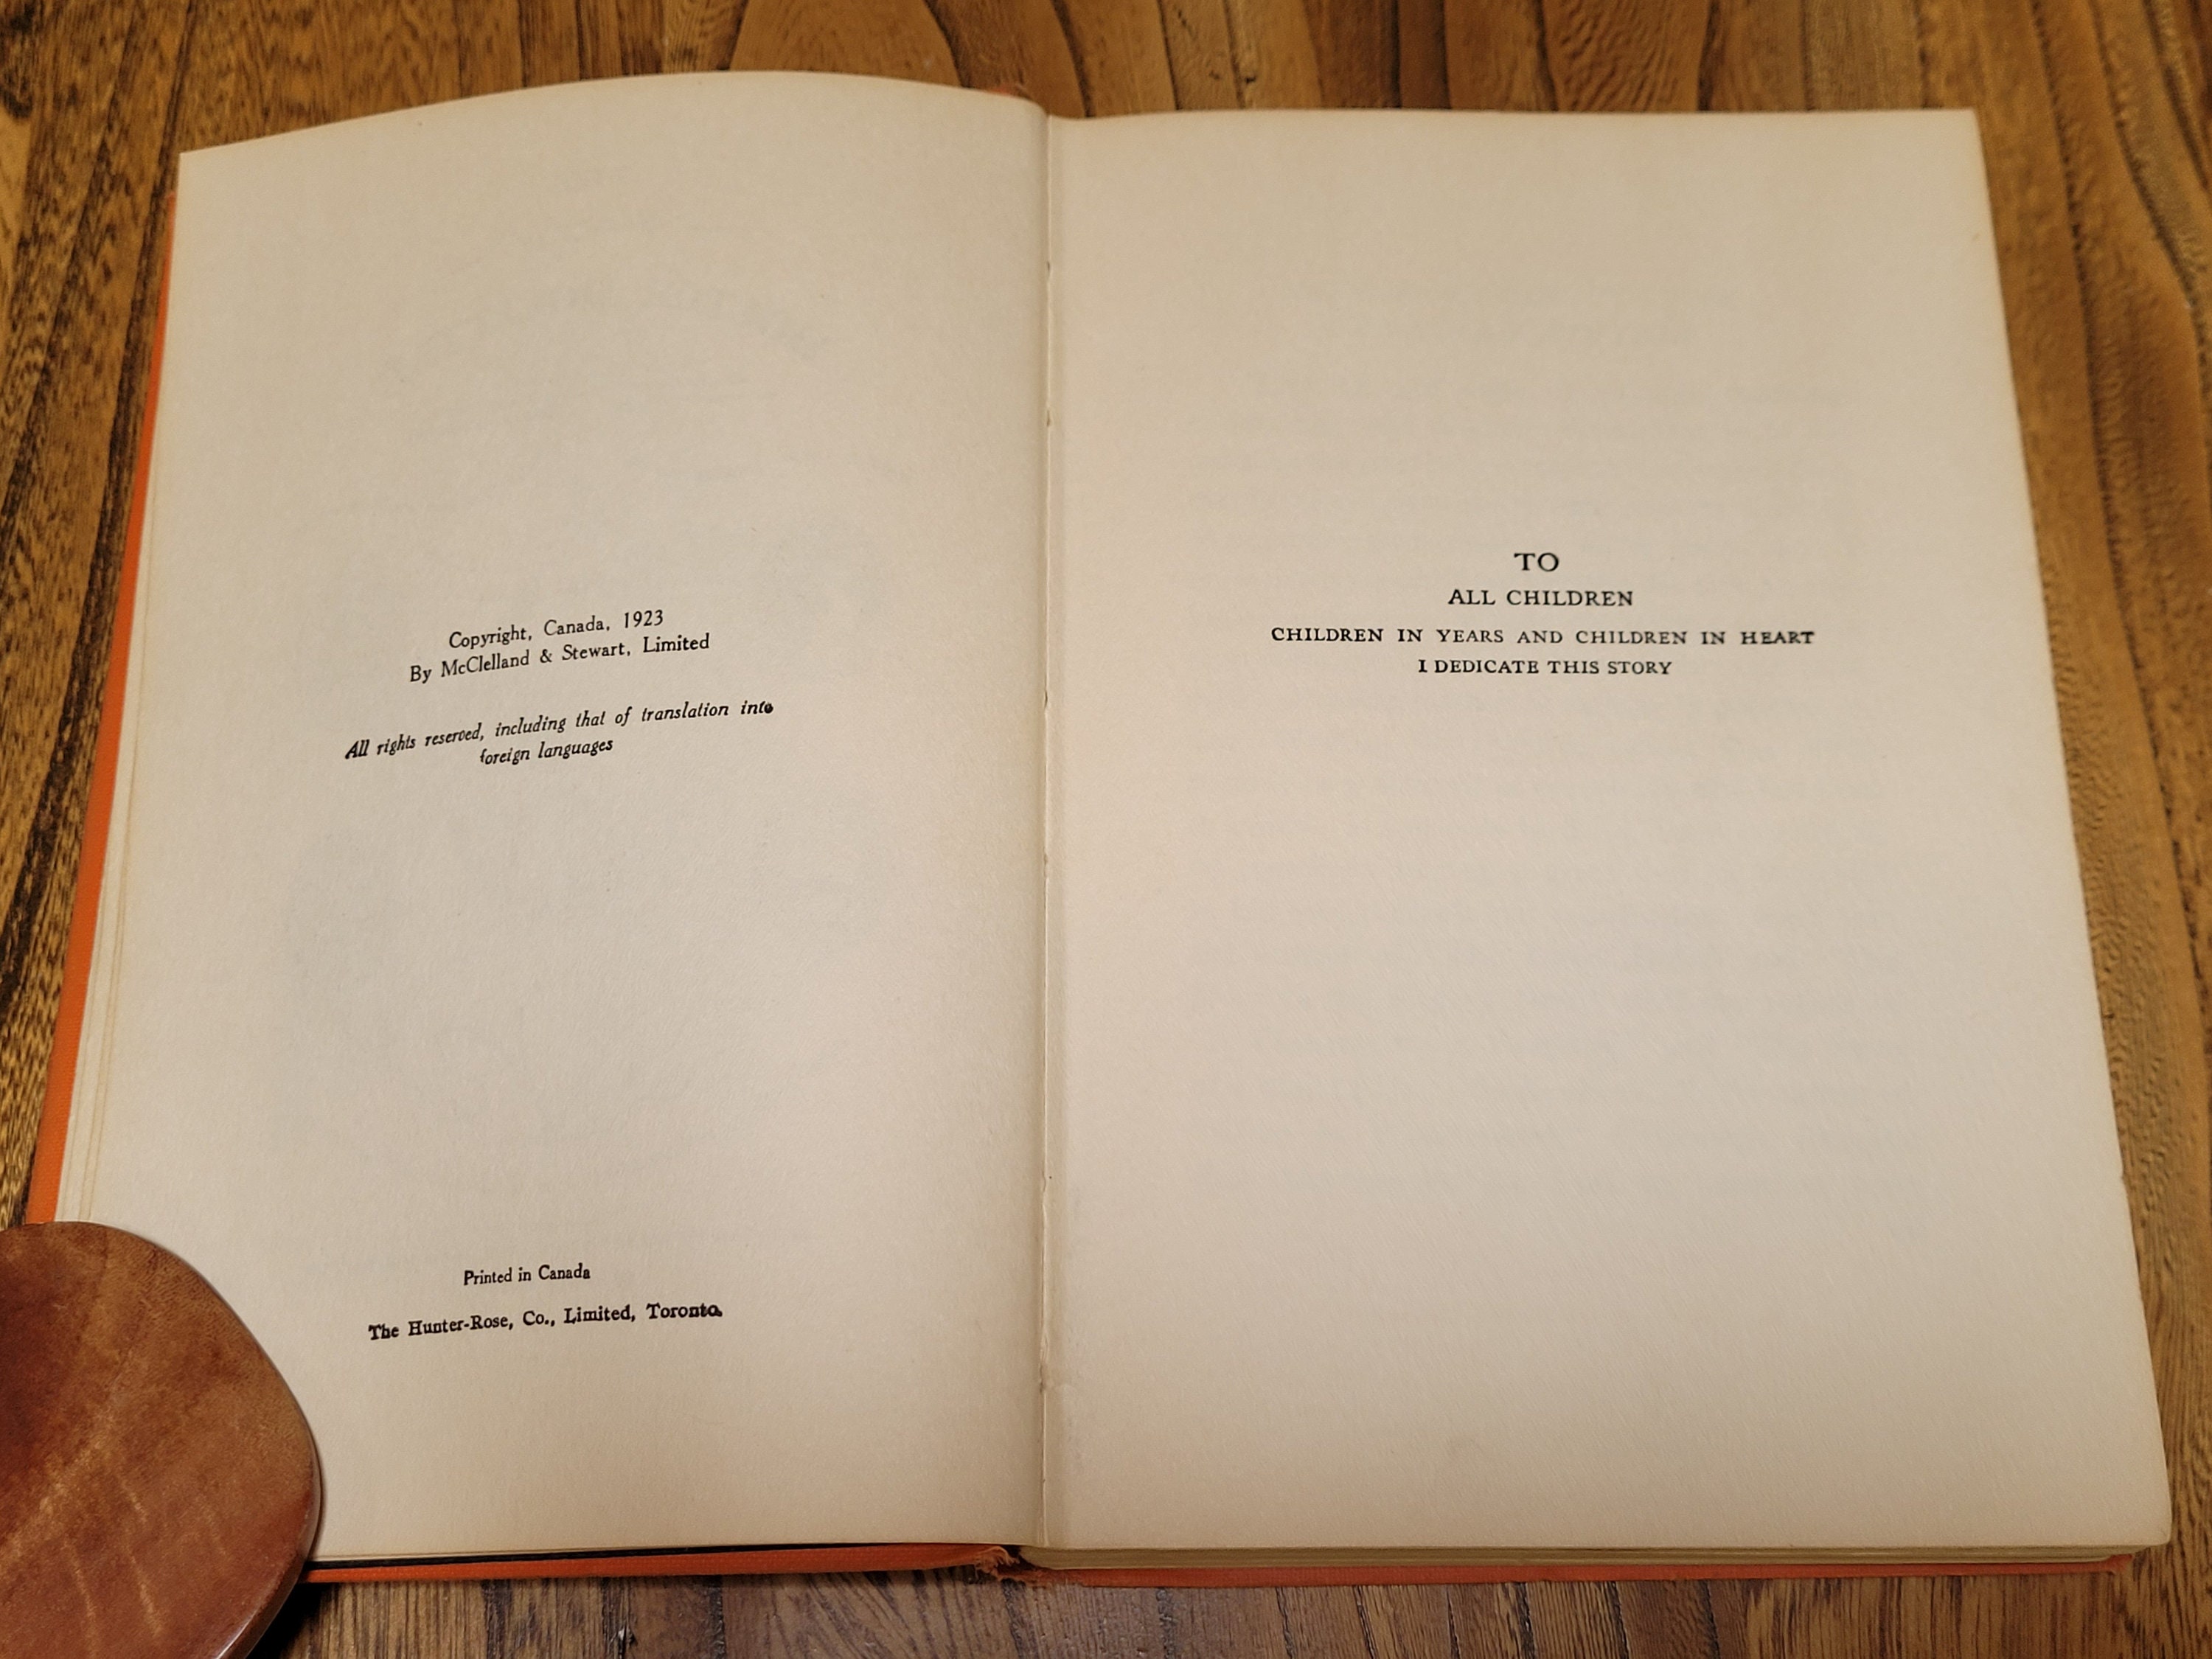 Copyright, Canada, 1923
By McClelland & Stewart, Limited
All rights reserved, including that of translation into
foreign languages
Printed in Canada
The Hunter-Rose, Co., Limited, Toronto.
TO
ALL CHILDREN
CHILDREN IN YEARS AND CHILDREN IN HEART
I DEDICATE THIS STORY